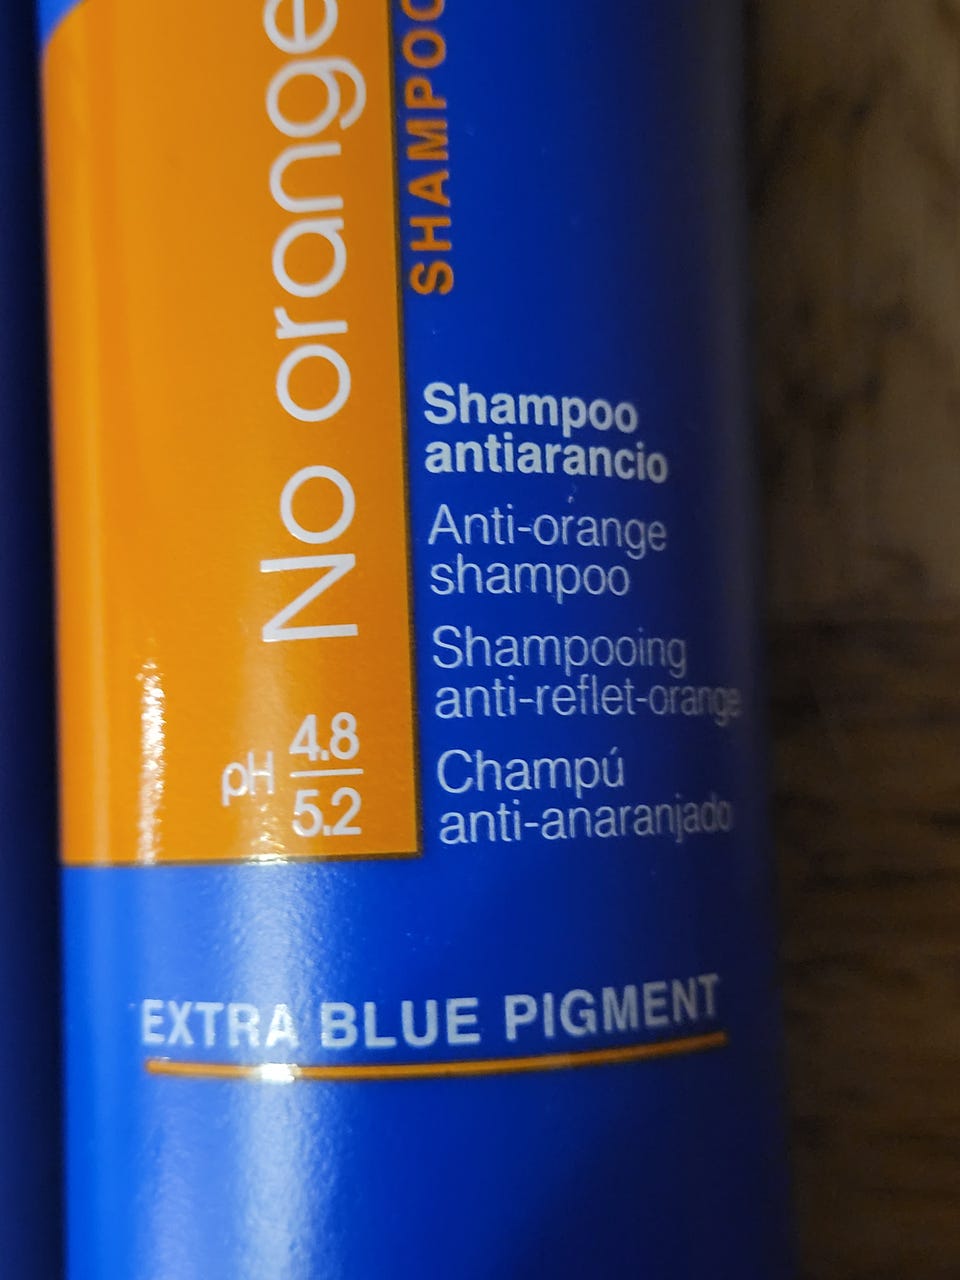 No orange
SHAMPOO
Shampoo
antiarancio
Anti-orange
shampoo
Shampooing
anti-reflet-orange
Champú
anti-anaranjado
pH 4.8
5.2
EXTRA BLUE PIGMENT